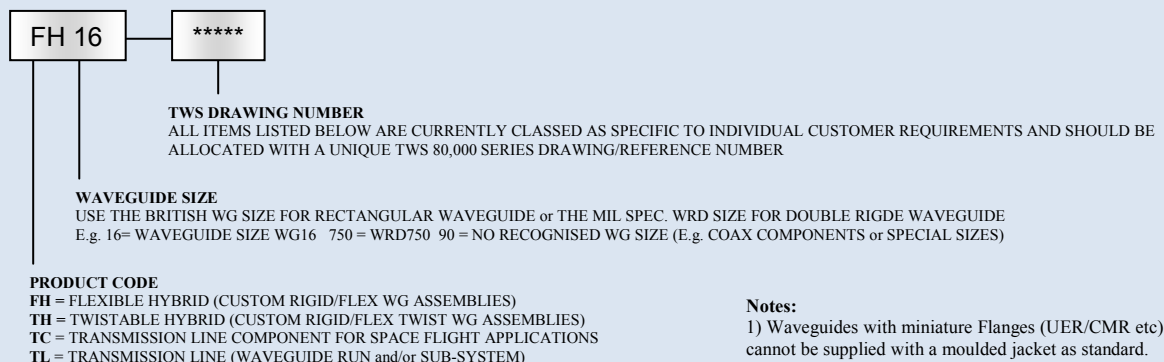 FH 16
*****
TWS DRAWING NUMBER
ALL ITEMS LISTED BELOW ARE CURRENTLY CLASSED AS SPECIFIC TO INDIVIDUAL CUSTOMER REQUIREMENTS AND SHOULD BE
ALLOCATED WITH A UNIQUE TWS 80,000 SERIES DRAWING/REFERENCE NUMBER
WAVEGUIDE SIZE
USE THE BRITISH WG SIZE FOR RECTANGULAR WAVEGUIDE or THE MIL SPEC. WRD SIZE FOR DOUBLE RIGDE WAVEGUIDE
E.g. 16= WAVEGUIDE SIZE WG16 750 = WRD750 90 = NO RECOGNISED WG SIZE (E.g. COAX COMPONENTS or SPECIAL SIZES)
PRODUCT CODE
FH = FLEXIBLE HYBRID (CUSTOM RIGID/FLEX WG ASSEMBLIES)
TH = TWISTABLE HYBRID (CUSTOM RIGID/FLEX TWIST WG ASSEMBLIES)
TC = TRANSMISSION LINE COMPONENT FOR SPACE FLIGHT APPLICATIONS
TL = TRANSMISSION LINE (WAVEGUIDE RUN and/or SUB-SYSTEM)
Notes:
1) Waveguides with miniature Flanges (UER/CMR etc)
cannot be supplied with a moulded jacket as standard.